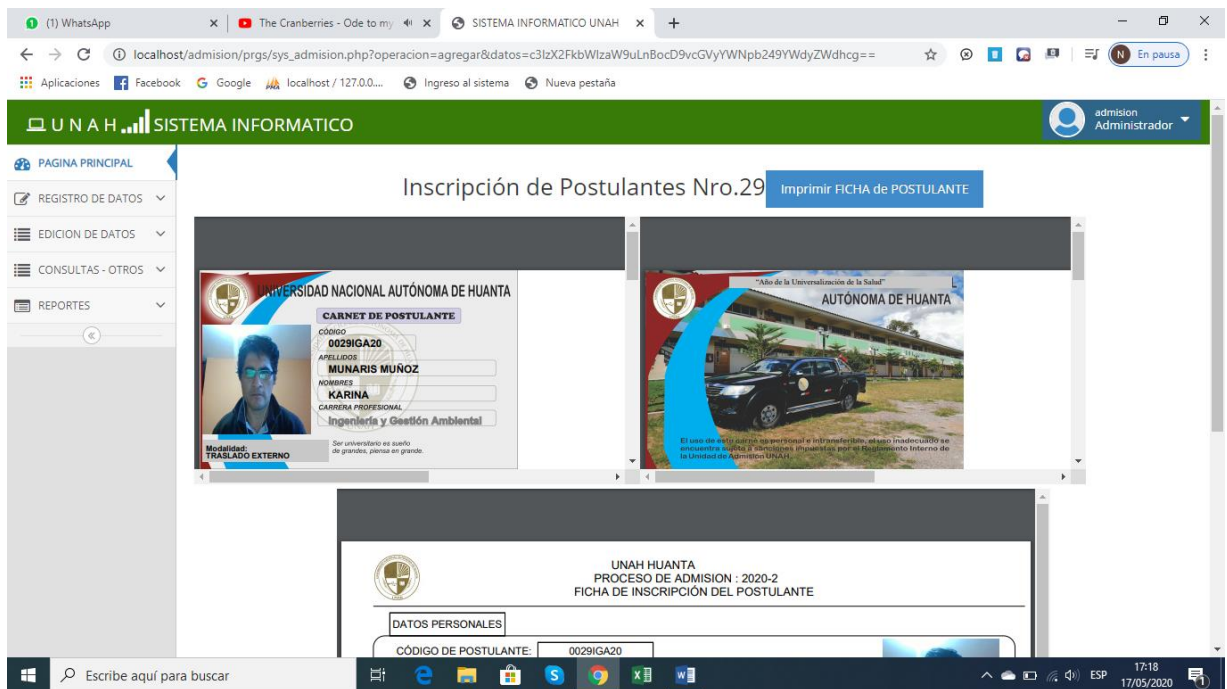 (1) WhatsApp
The Cranberries - Ode to my
SISTEMA INFORMATICO UNAH
localhost/admision/prgs/sys_admision.php?operacion=agregar&datos=c3lzX2FkbWlzaW9uLnBocD9vcGVyYWNpb249YWdyZWdhcg==
N En pausa
Aplicaciones
Facebook
Google
localhost / 127.0.0....
Ingreso al sistema
Nueva pestaña
U N A H SISTEMA INFORMATICO
admision
Administrador
PAGINA PRINCIPAL
REGISTRO DE DATOS
EDICION DE DATOS
CONSULTAS - OTROS
REPORTES
Inscripción de Postulantes Nro.29
Imprimir FICHA de POSTULANTE
UNIVERSIDAD NACIONAL AUTÓNOMA DE HUANTA
CARNET DE POSTULANTE
CÓDIGO
0029IGA20
APELLIDOS
MUNARIS MUÑOZ
NOMBRES
KARINA
CARRERA PROFESIONAL
Ingeniería y Gestión Ambiental
Modalidad:
TRASLADO EXTERNO
Ser universitario es sueño
de grandes, piensa en grande.
"Año de la Universalización de la Salud"
AUTÓNOMA DE HUANTA
El uso de este carne es personal e intransferible, el uso inadecuado se
encuentra sujeto a sanciones impuestas por el Reglamento Interno de
la Unidad de Admisión UNAH.
UNAH HUANTA
PROCESO DE ADMISION : 2020-2
FICHA DE INSCRIPCIÓN DEL POSTULANTE
DATOS PERSONALES
CÓDIGO DE POSTULANTE:
0029IGA20
Escribe aquí para buscar
ESP
17:18
17/05/2020
1